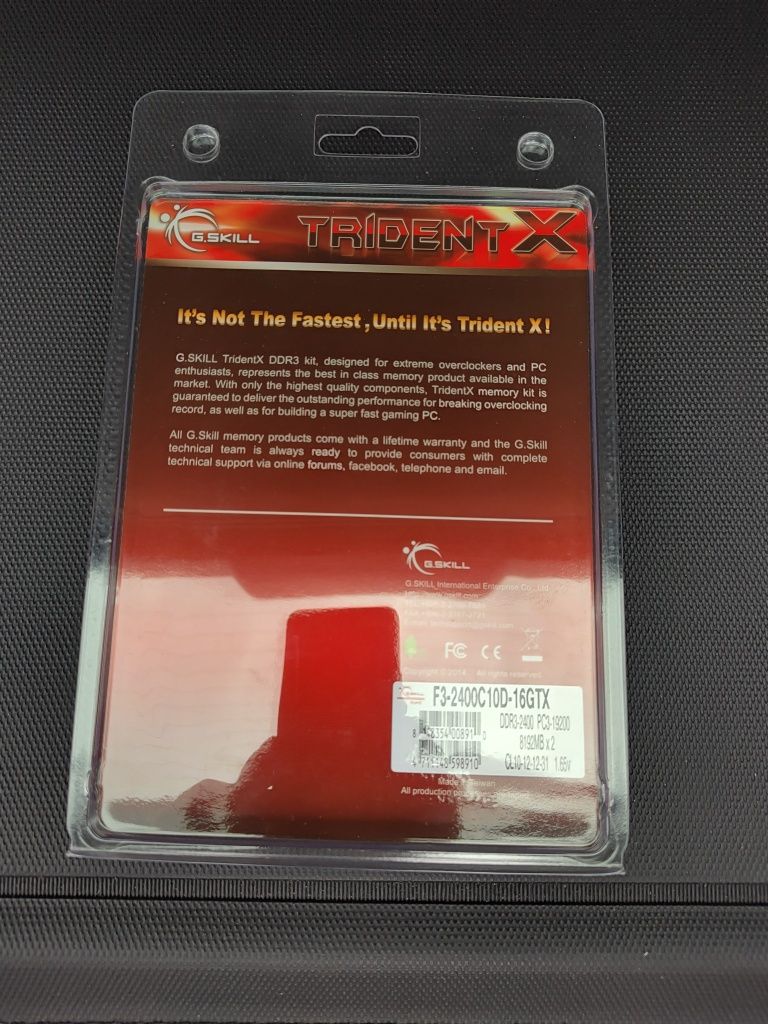 G.SKILL
TRIDENT X
It's Not The Fastest , Until It's Trident X!
G.SKILL TridentX DDR3 kit, designed for extreme overclockers and PC
enthusiasts, represents the best in class memory product available in the
market. With only the highest quality components, TridentX memory kit is
guaranteed to deliver the outstanding performance for breaking overclocking
record, as well as for building a super fast gaming PC.
All G.Skill memory products come with a lifetime warranty and the G.Skill
technical team is always ready to provide consumers with complete
technical support via online forums, facebook, telephone and email.
G.SKILL
G.SKILL International Enterprise Co., Ltd.
FC CE
Copyright © 2014 All rights reserved.
G.SKILL
F3-2400C10D-16GTX
DDR3-2400 PC3-19200
8192MB x 2
CL10-12-12-31 1.65v
Made in Taiwan
All production